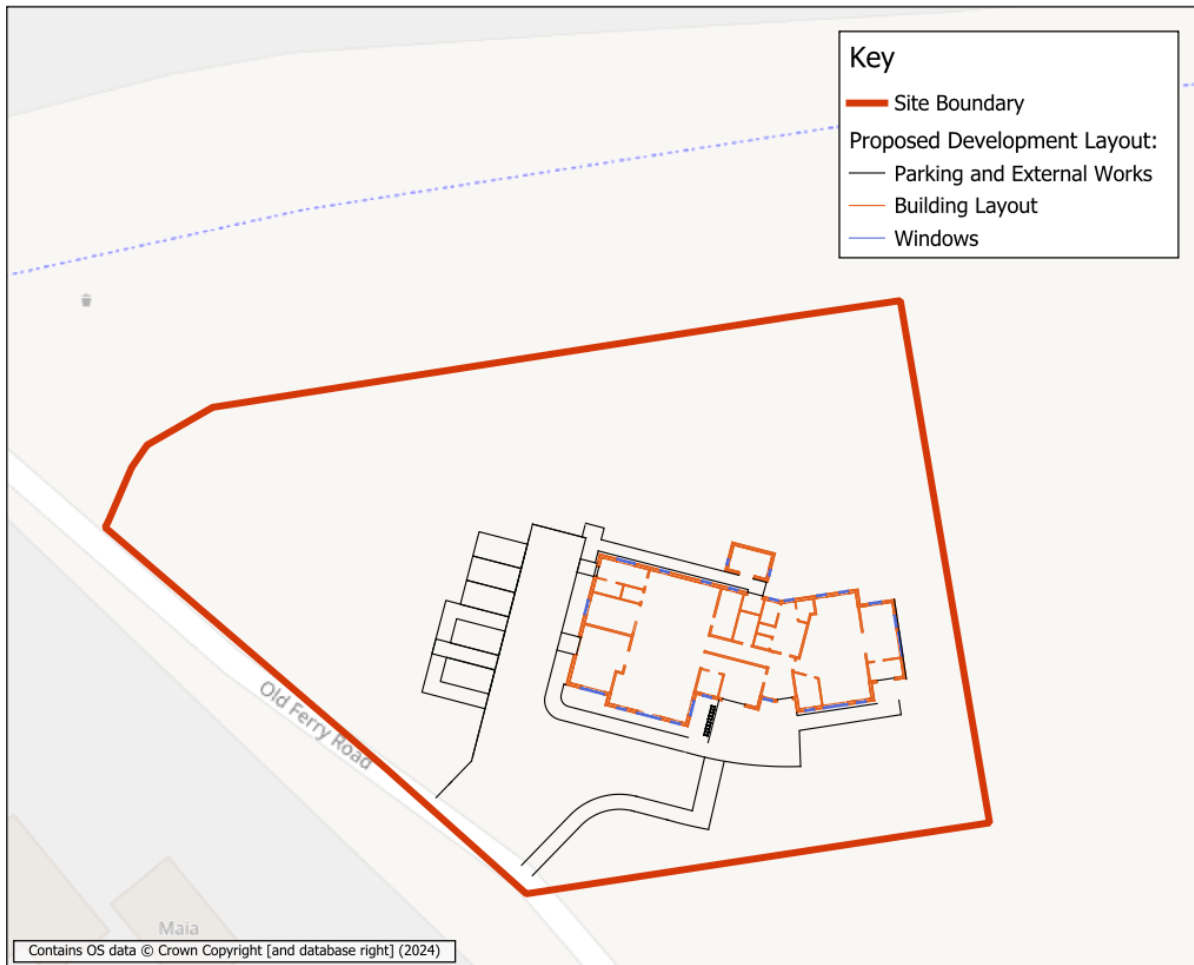 Key
Site Boundary
Proposed Development Layout:
Parking and External Works
Building Layout
Windows
Old Ferry Road
Maia
Contains OS data © Crown Copyright [and database right] (2024)